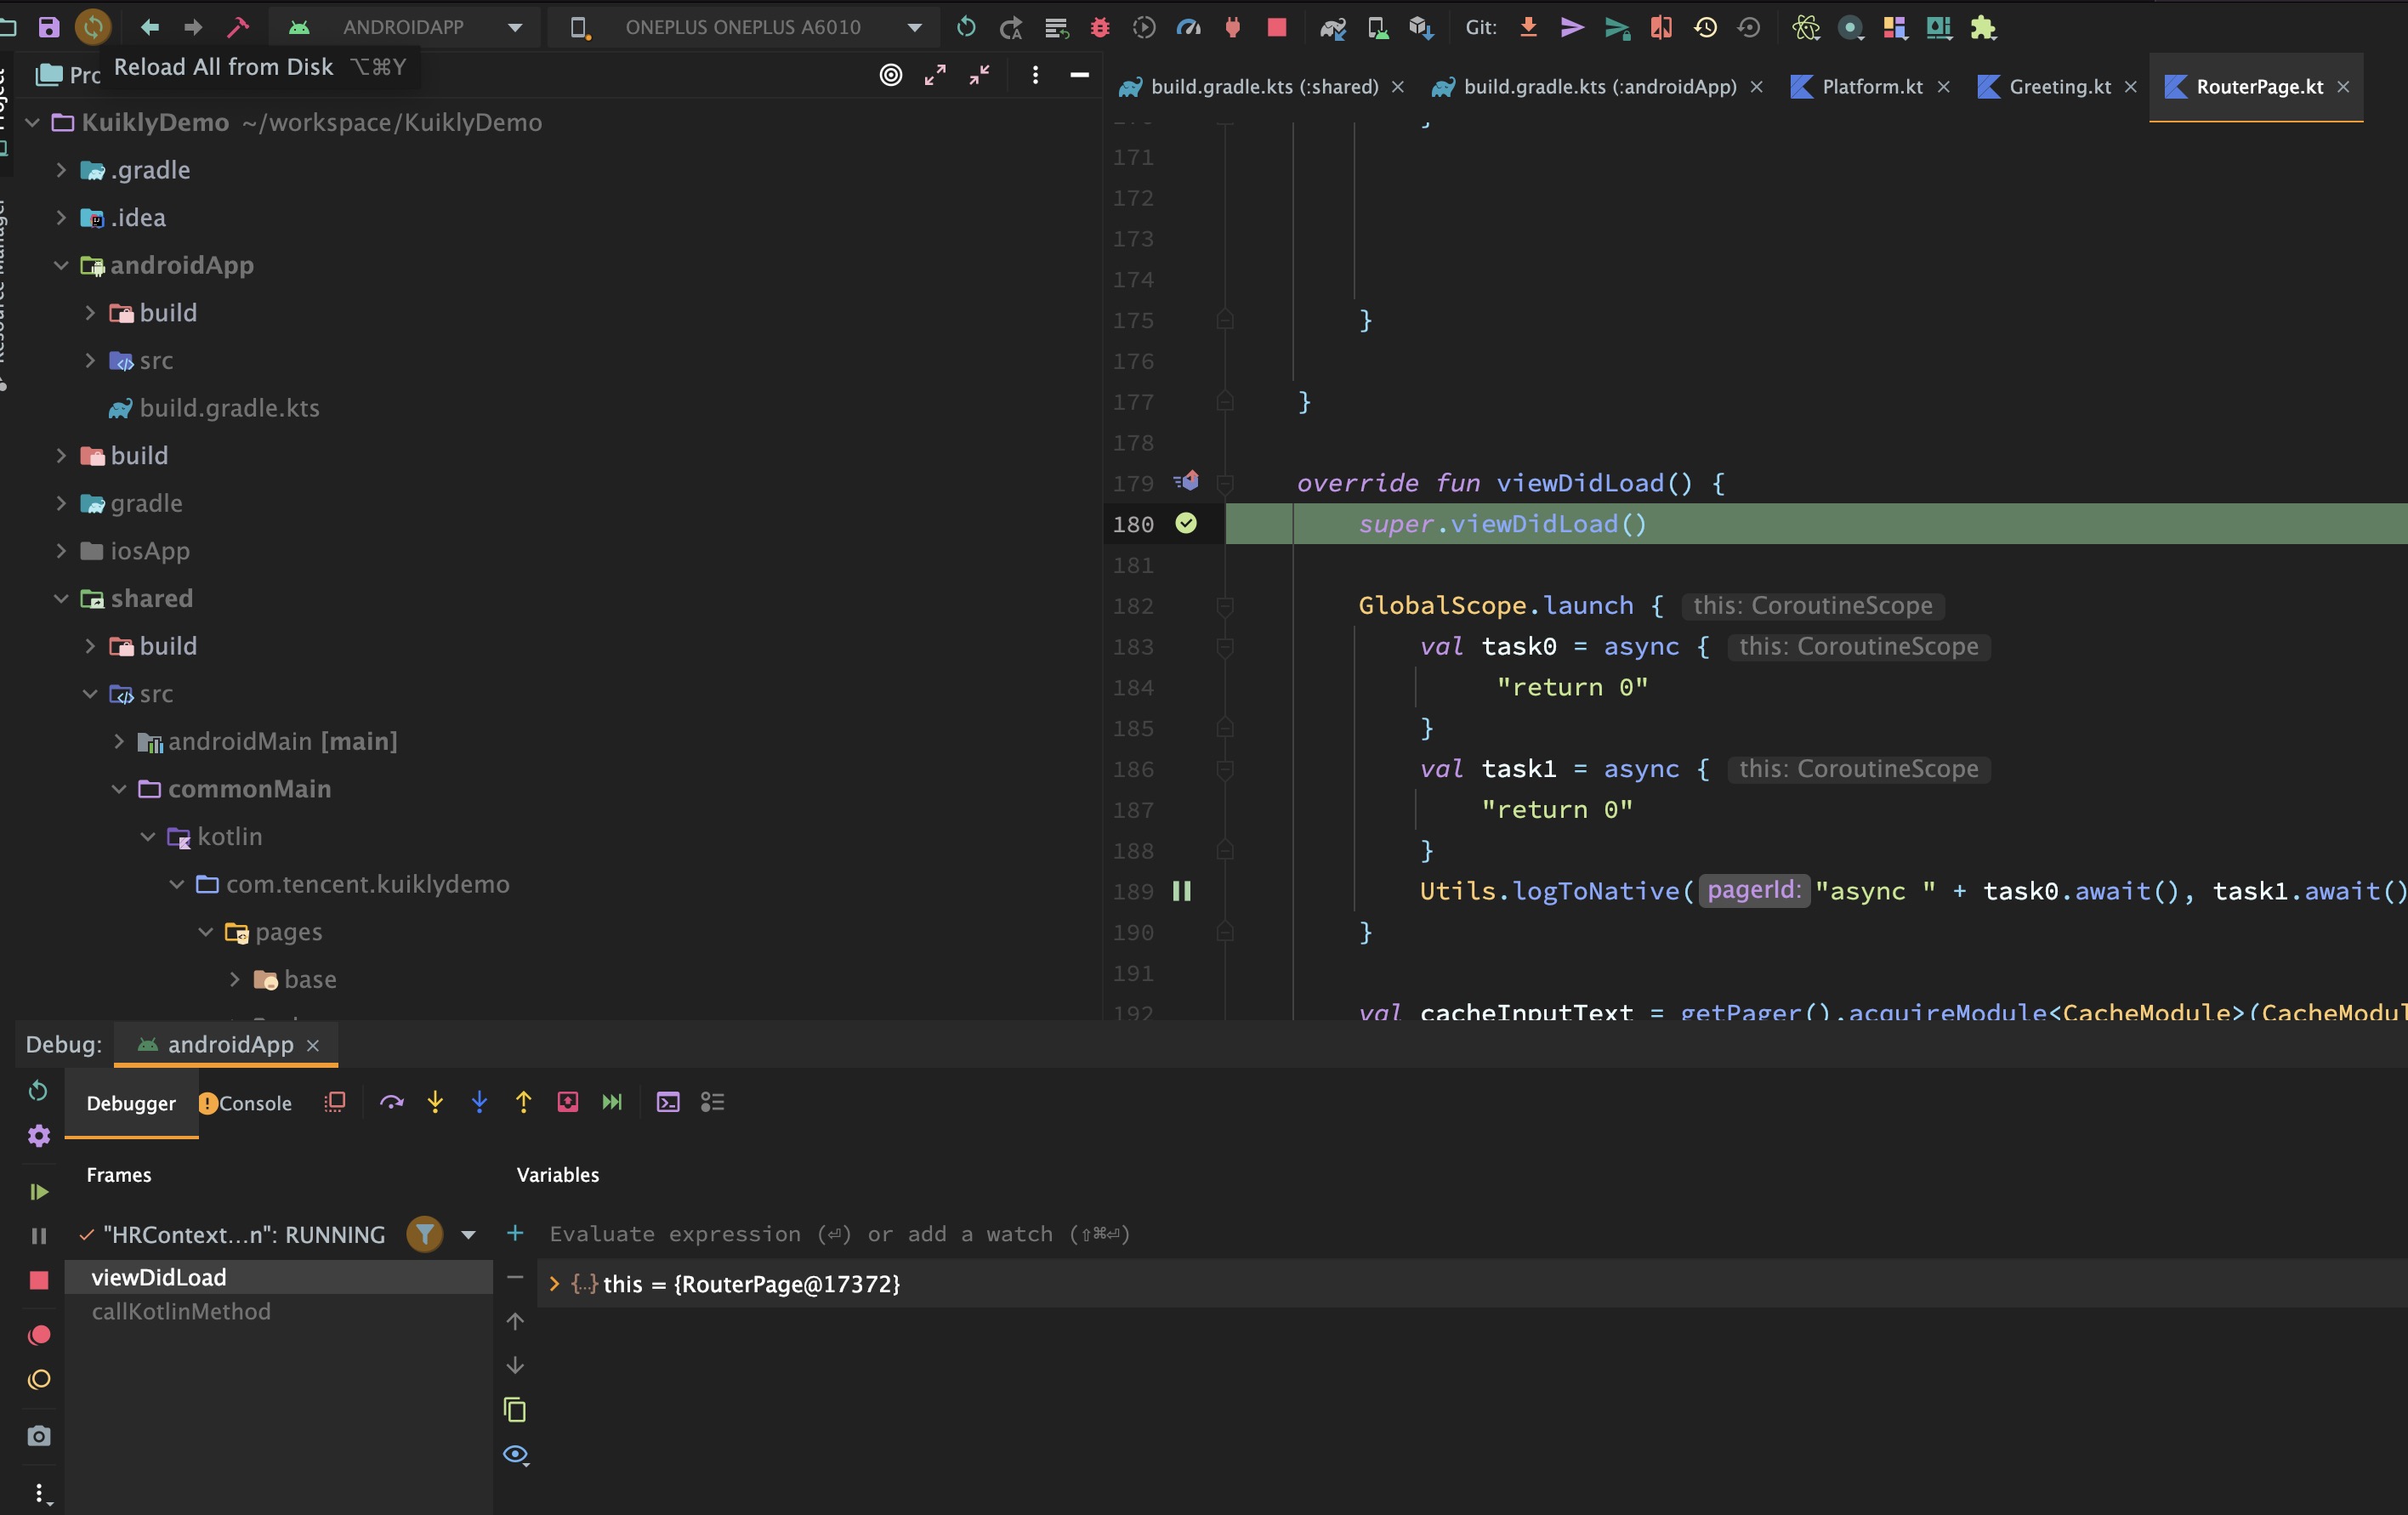 ANDROIDAPP
ONEPLUS ONEPLUS A6010
Git:
Reload All from Disk ⌥⌘Y
KuiklyDemo ~/workspace/KuiklyDemo
.gradle
.idea
androidApp
build
src
build.gradle.kts
build
gradle
iosApp
shared
build
src
androidMain [main]
commonMain
kotlin
com.tencent.kuiklydemo
pages
base
build.gradle.kts (:shared)
build.gradle.kts (:androidApp)
Platform.kt
Greeting.kt
RouterPage.kt
171
172
173
174
175 }
176
177 }
178
179 override fun viewDidLoad() {
180 super.viewDidLoad()
181
182 GlobalScope.launch { this: CoroutineScope
183 val task0 = async { this: CoroutineScope
184 "return 0"
185 }
186 val task1 = async { this: CoroutineScope
187 "return 0"
188 }
189 Utils.logToNative( pagerId: "async " + task0.await(), task1.await()
190 }
191
192 val cacheInputText = getPager().acquireModule<CacheModule>(CacheModul
Debug: androidApp
Debugger Console
Frames
Variables
"HRContext…n": RUNNING
Evaluate expression (⏎) or add a watch (⇧⌘⏎)
viewDidLoad
callKotlinMethod
this = {RouterPage@17372}